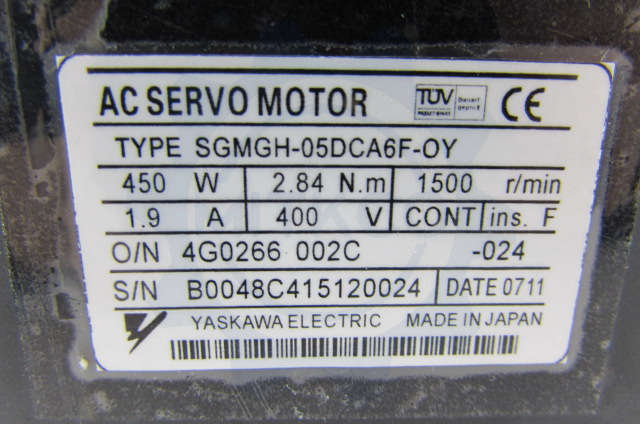 AC SERVO MOTOR TÜV CE
TYPE SGMGH-05DCA6F-OY
450 W 2.84 N.m 1500 r/min
1.9 A 400 V CONT ins. F
O/N 4G0266 002C -024
S/N B0048C415120024 DATE 0711
YASKAWA ELECTRIC MADE IN JAPAN